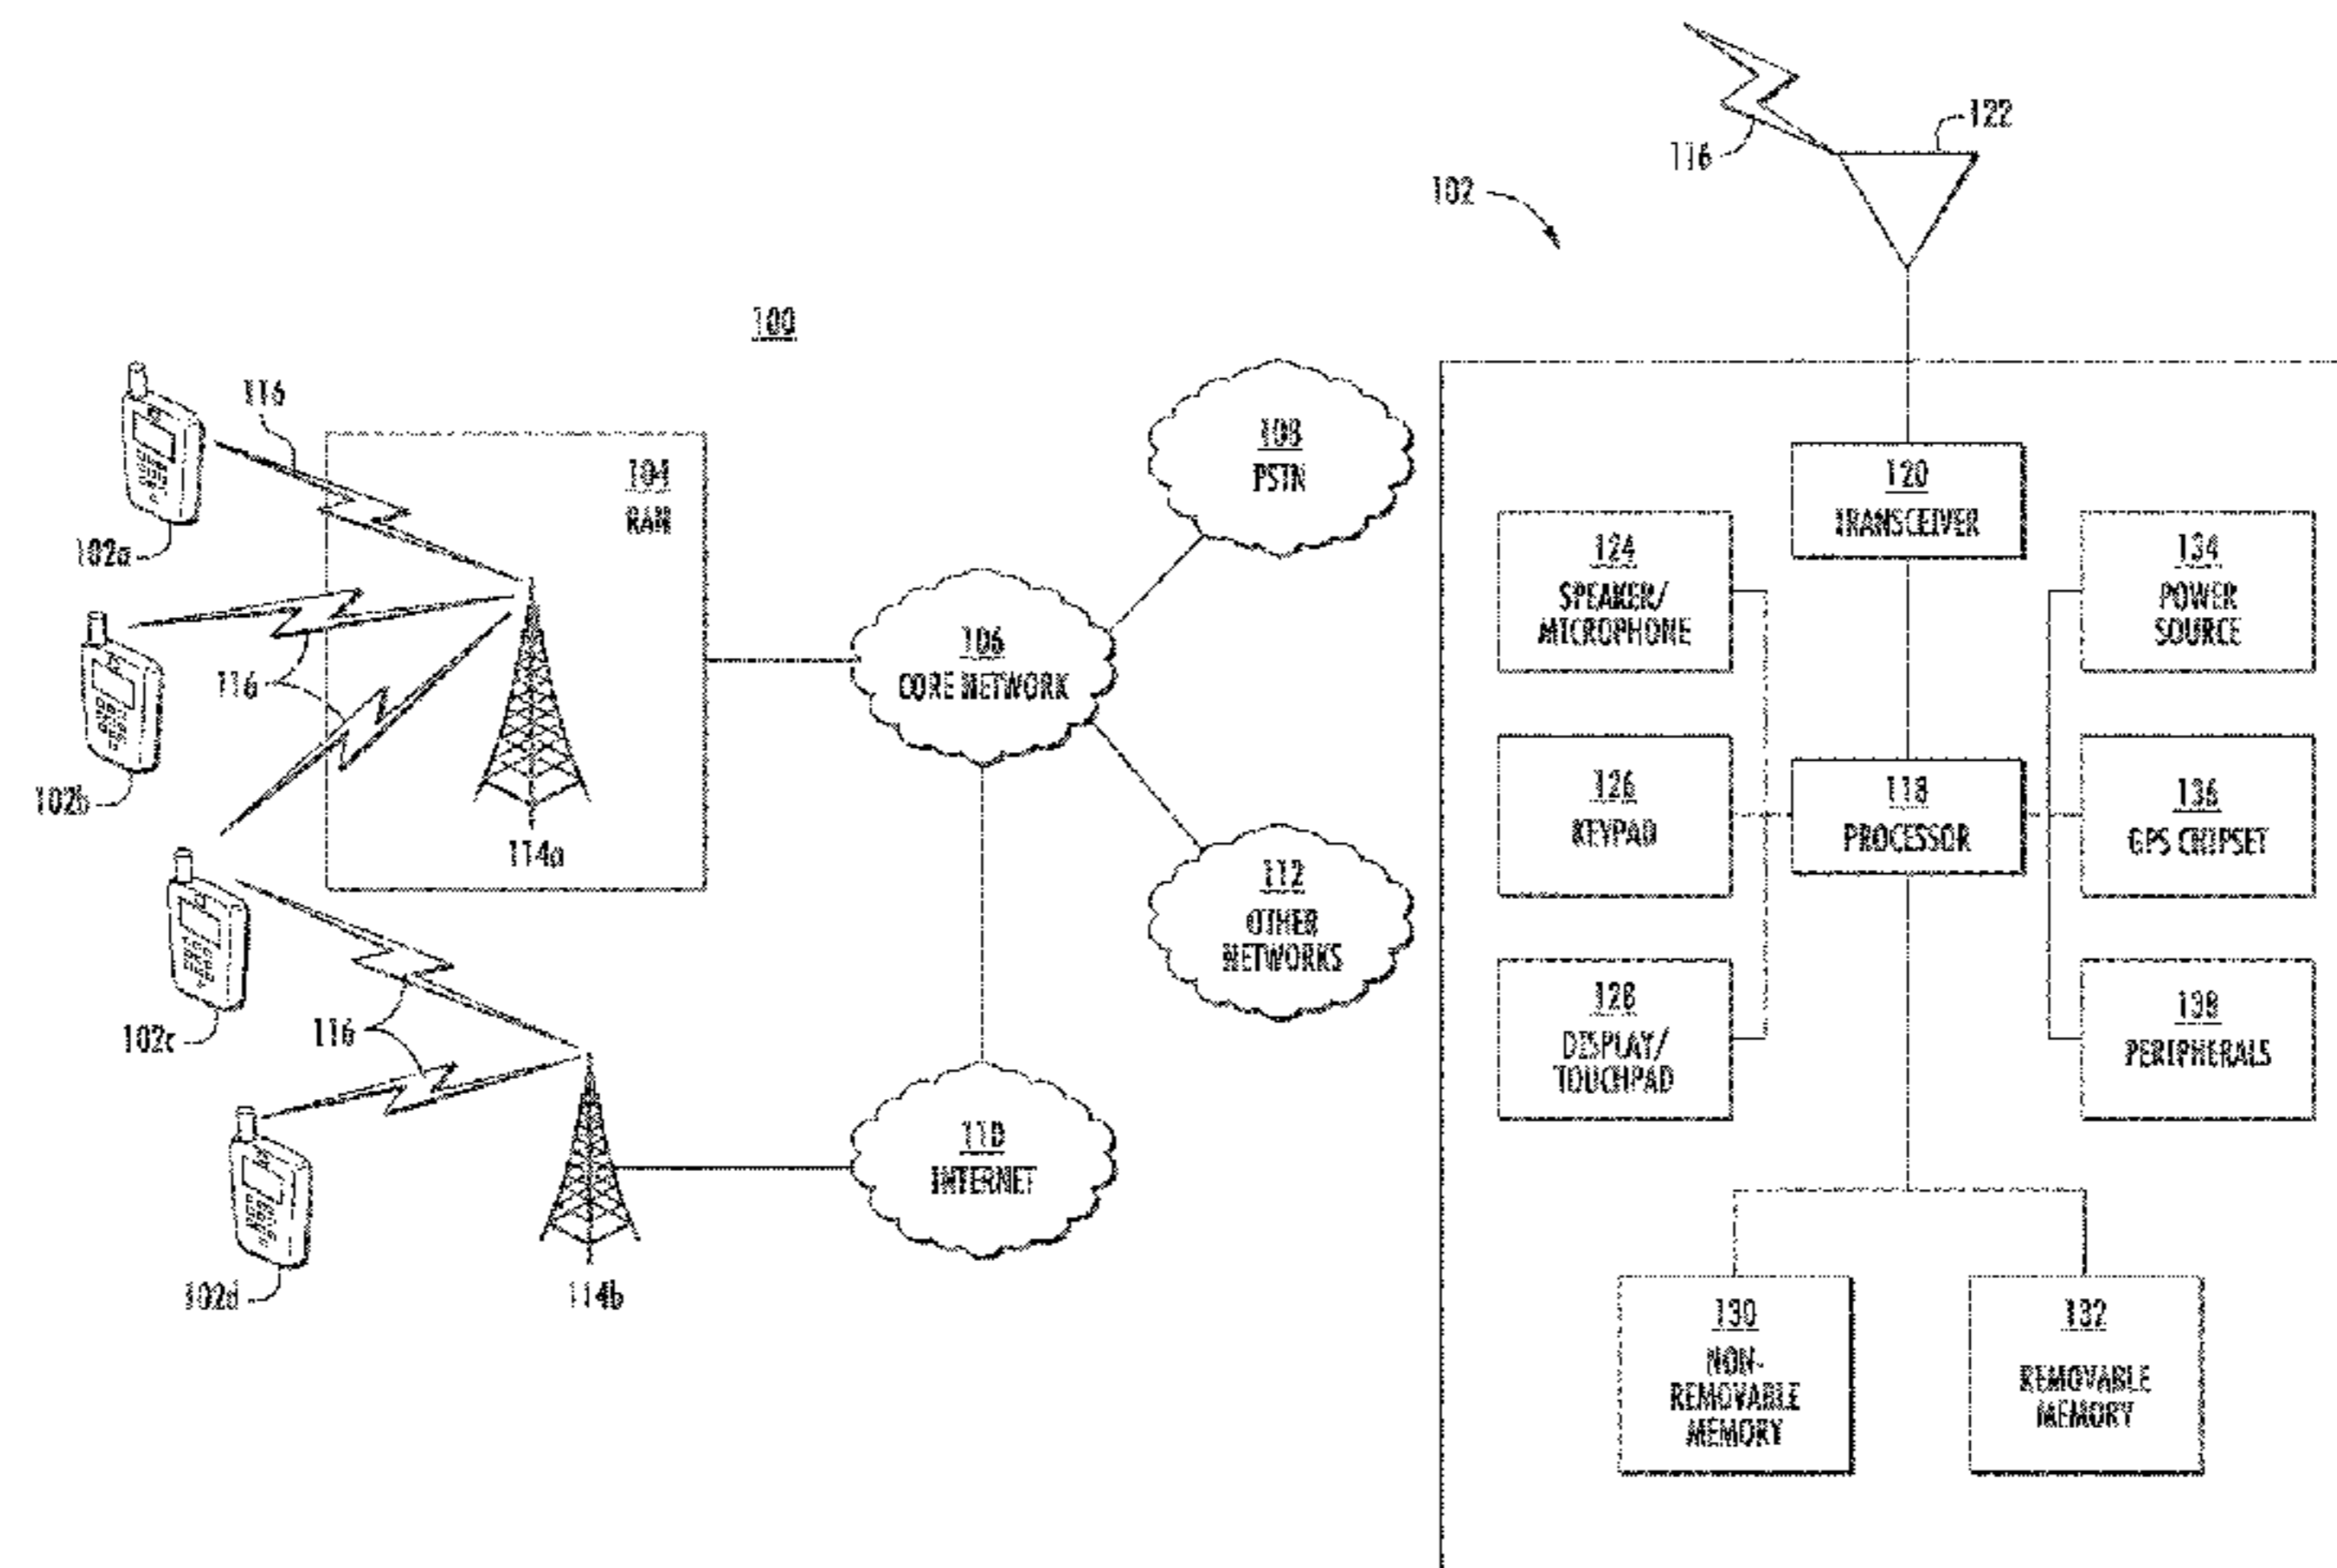 100
116
102a
104
RAN
116
102b
114a
106
CORE NETWORK
108
PSTN
112
OTHER
NETWORKS
102c
116
102d
114b
110
INTERNET
116
122
102
120
TRANSCEIVER
124
SPEAKER/
MICROPHONE
134
POWER
SOURCE
126
KEYPAD
118
PROCESSOR
136
GPS CHIPSET
128
DISPLAY/
TOUCHPAD
138
PERIPHERALS
130
NON-
REMOVABLE
MEMORY
132
REMOVABLE
MEMORY